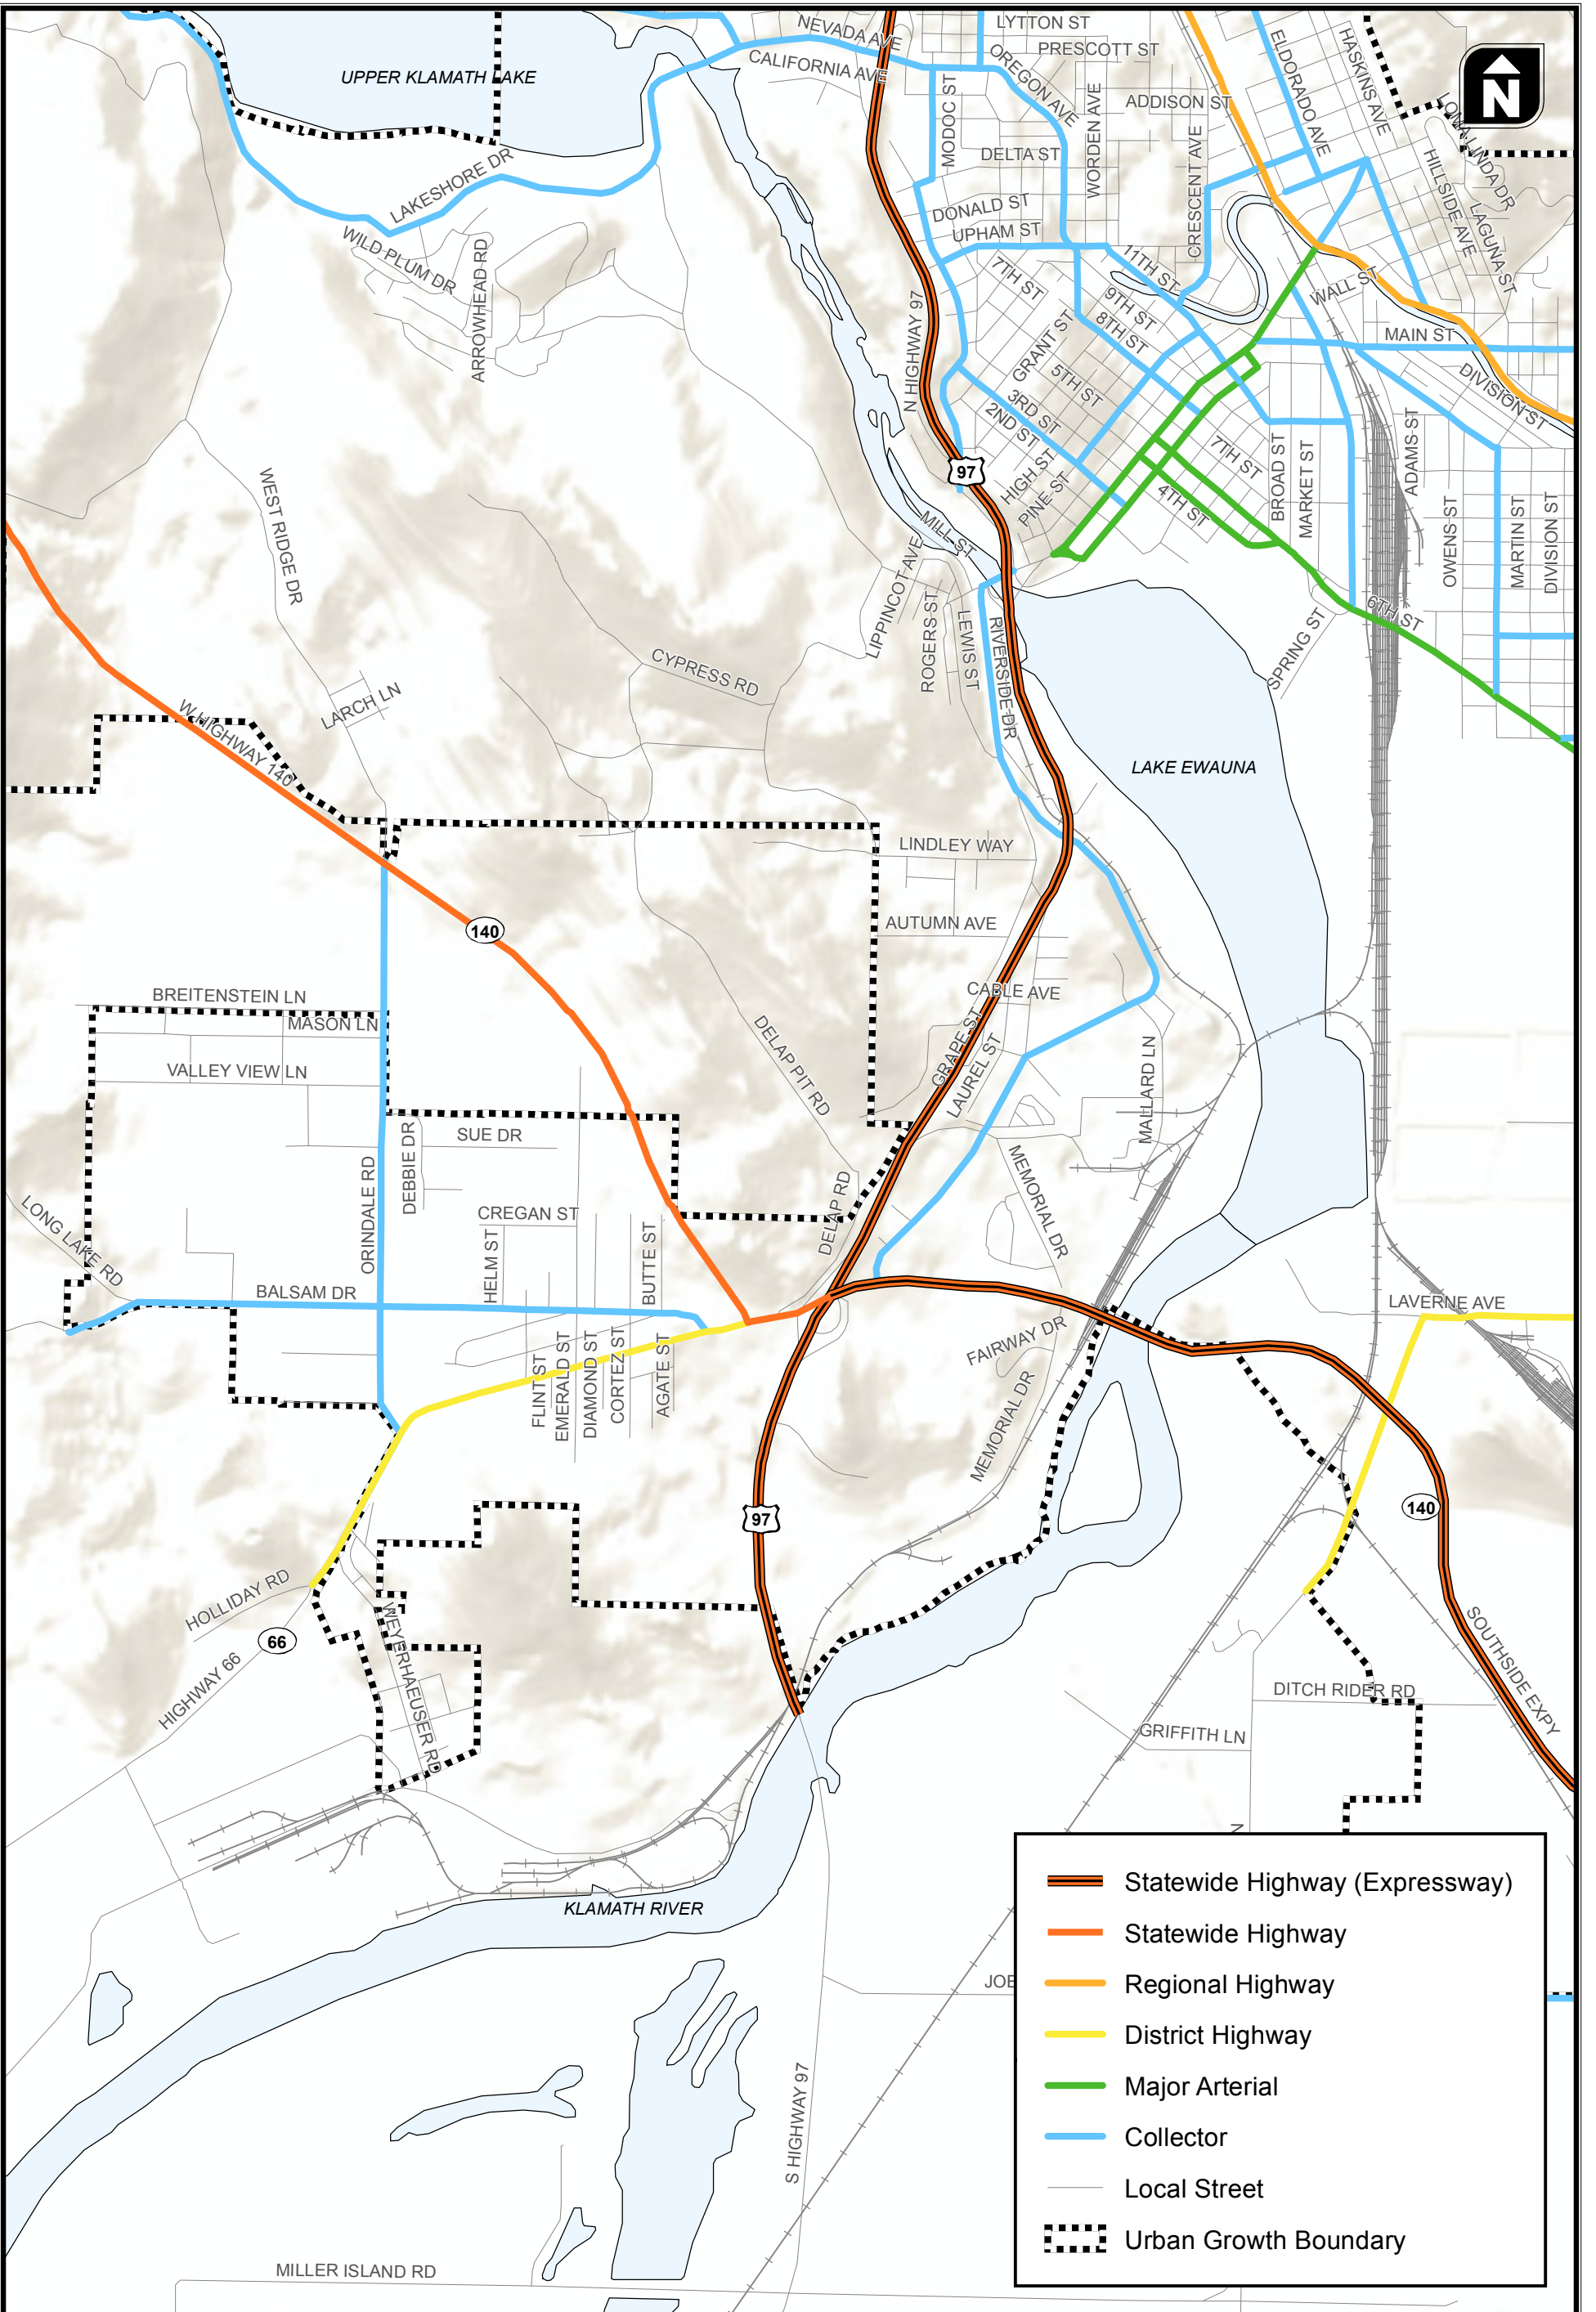 LYTTON ST
NEVADA AVE
PRESCOTT ST
CALIFORNIA AVE
OREGON AVE
ELDORADO AVE
HASKINS AVE
N
UPPER KLAMATH LAKE
MODOC ST
WORDEN AVE
ADDISON ST
LOMA LINDA DR
DELTA ST
CRESCENT AVE
HILLSIDE AVE
LAGUNA ST
LAKESHORE DR
DONALD ST
UPHAM ST
WILD PLUM DR
ARROWHEAD RD
7TH ST
11TH ST
9TH ST
8TH ST
WALL ST
MAIN ST
N HIGHWAY 97
GRANT ST
5TH ST
3RD ST
2ND ST
DIVISION ST
HIGH ST
PINE ST
97
7TH ST
4TH ST
BROAD ST
MARKET ST
ADAMS ST
OWENS ST
MARTIN ST
DIVISION ST
WEST RIDGE DR
MILL ST
LIPPINCOT AVE
ROGERS ST
LEWIS ST
RIVERSIDE DR
6TH ST
SPRING ST
CYPRESS RD
LARCH LN
W HIGHWAY 140
LAKE EWAUNA
LINDLEY WAY
AUTUMN AVE
140
CABLE AVE
BREITENSTEIN LN
MASON LN
DELAP PIT RD
GRAPE ST
LAUREL ST
MALLARD LN
VALLEY VIEW LN
SUE DR
DEBBIE DR
ORINDALE RD
MEMORIAL DR
DELAP RD
CREGAN ST
LONG LAKE RD
HELM ST
BUTTE ST
BALSAM DR
LAVERNE AVE
FAIRWAY DR
FLINT ST
EMERALD ST
DIAMOND ST
CORTEZ ST
AGATE ST
MEMORIAL DR
97
140
HOLLIDAY RD
66
HIGHWAY 66
WEYERHAEUSER RD
SOUTHSIDE EXPY
DITCH RIDER RD
GRIFFITH LN
N
KLAMATH RIVER
JOE
S HIGHWAY 97
MILLER ISLAND RD
Statewide Highway (Expressway)
Statewide Highway
Regional Highway
District Highway
Major Arterial
Collector
Local Street
Urban Growth Boundary